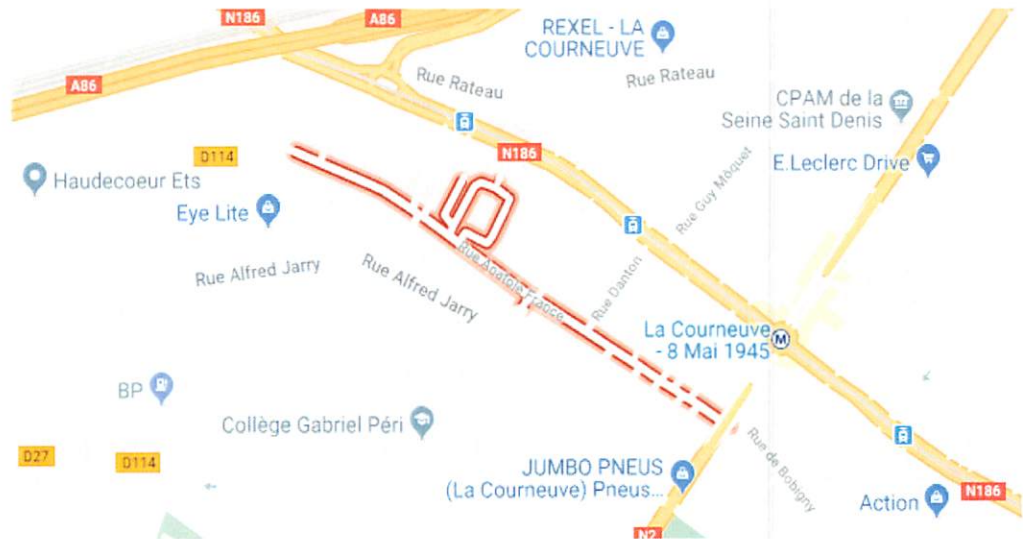 N186
A86
REXEL - LA
COURNEUVE
A86
Rue Rateau
Rue Rateau
CPAM de la
Seine Saint Denis
D114
N186
E.Leclerc Drive
Haudecoeur Ets
Rue Guy Môquet
Eye Lite
Rue Alfred Jarry
Rue Alfred Jarry
Rue Anatole France
Rue Danton
La Courneuve
- 8 Mai 1945
M
BP
Collège Gabriel Péri
D27
D114
JUMBO PNEUS
(La Courneuve) Pneus...
Rue de Bobigny
Action
N186
N2